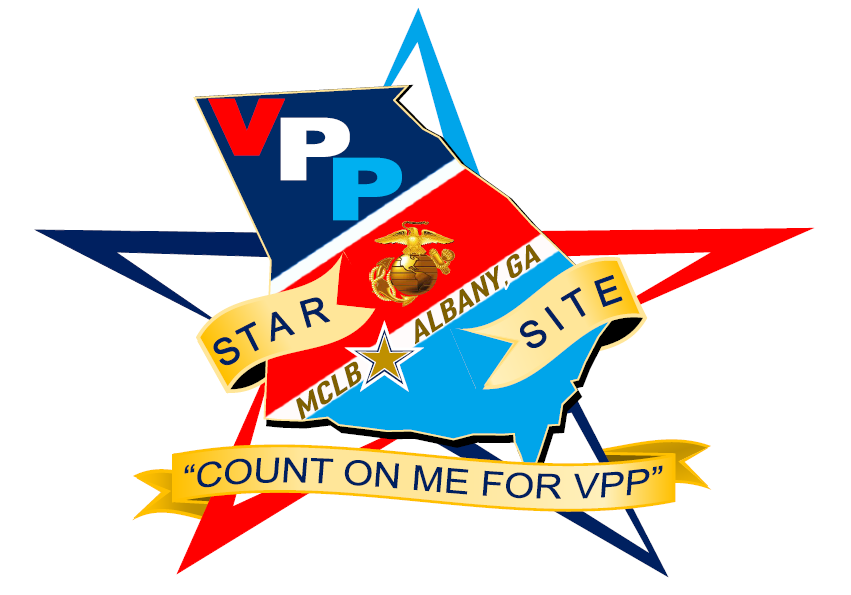 VPP
STAR SITE
MCLB ALBANY, GA
“COUNT ON ME FOR VPP”